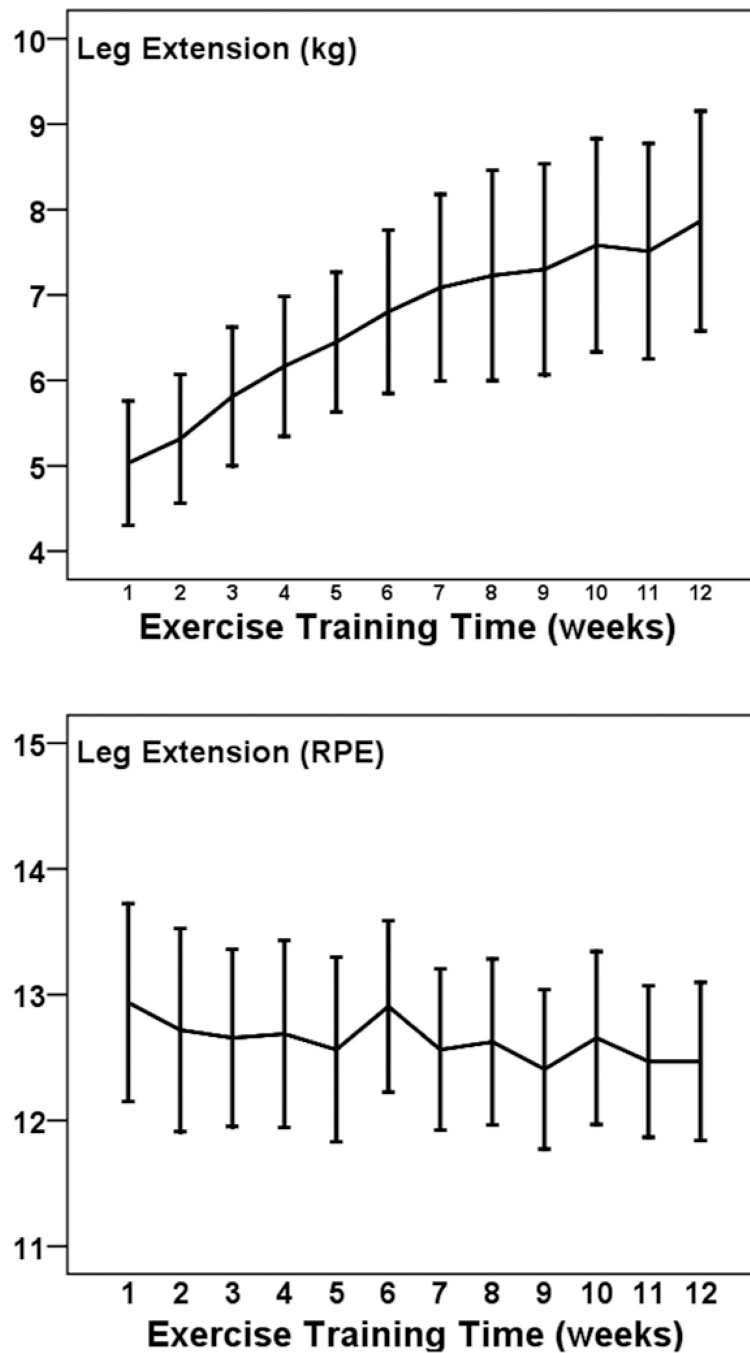 10
Leg Extension (kg)
9
8
7
6
5
4
1 2 3 4 5 6 7 8 9 10 11 12
Exercise Training Time (weeks)
15
Leg Extension (RPE)
14
13
12
11
1 2 3 4 5 6 7 8 9 10 11 12
Exercise Training Time (weeks)